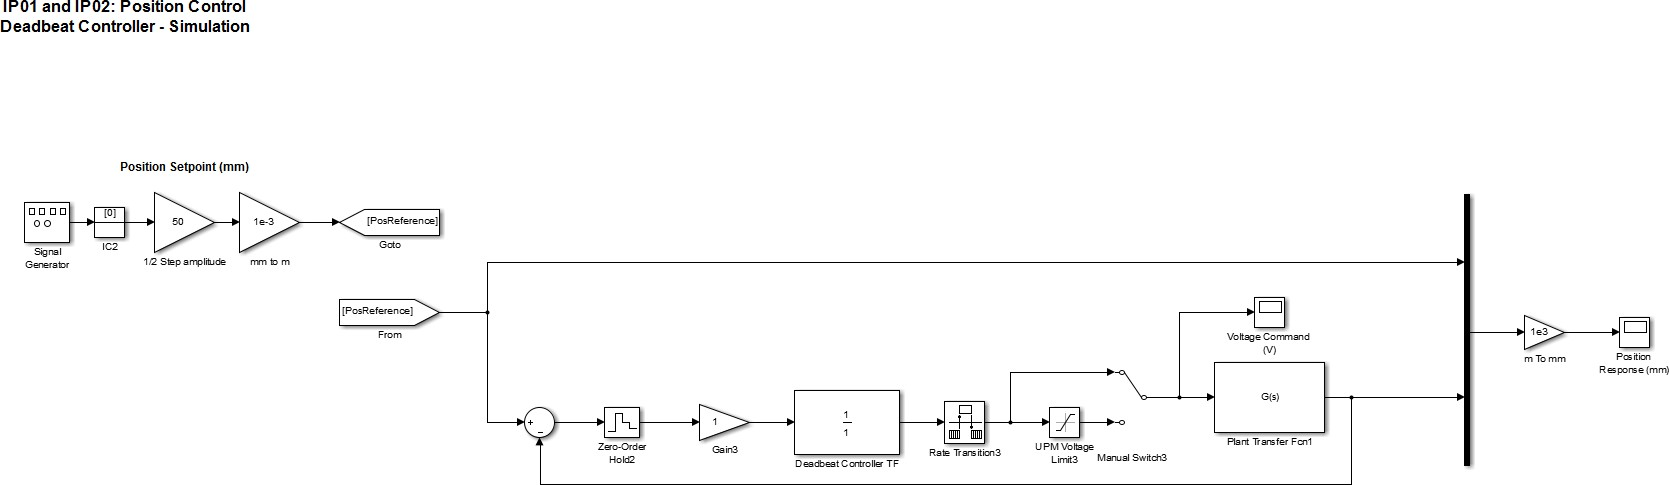 IP01 and IP02: Position Control
Deadbeat Controller - Simulation
Position Setpoint (mm)
[0]
50
1e-3
[PosReference]
Signal
Generator
IC2
1/2 Step amplitude
mm to m
Goto
[PosReference]
From
Voltage Command
(V)
1e3
m To mm
Position
Response (mm)
+
−
Zero-Order
Hold2
1
Gain3
1
1
Deadbeat Controller TF
Rate Transition3
UPM Voltage
Limit3
Manual Switch3
G(s)
Plant Transfer Fcn1